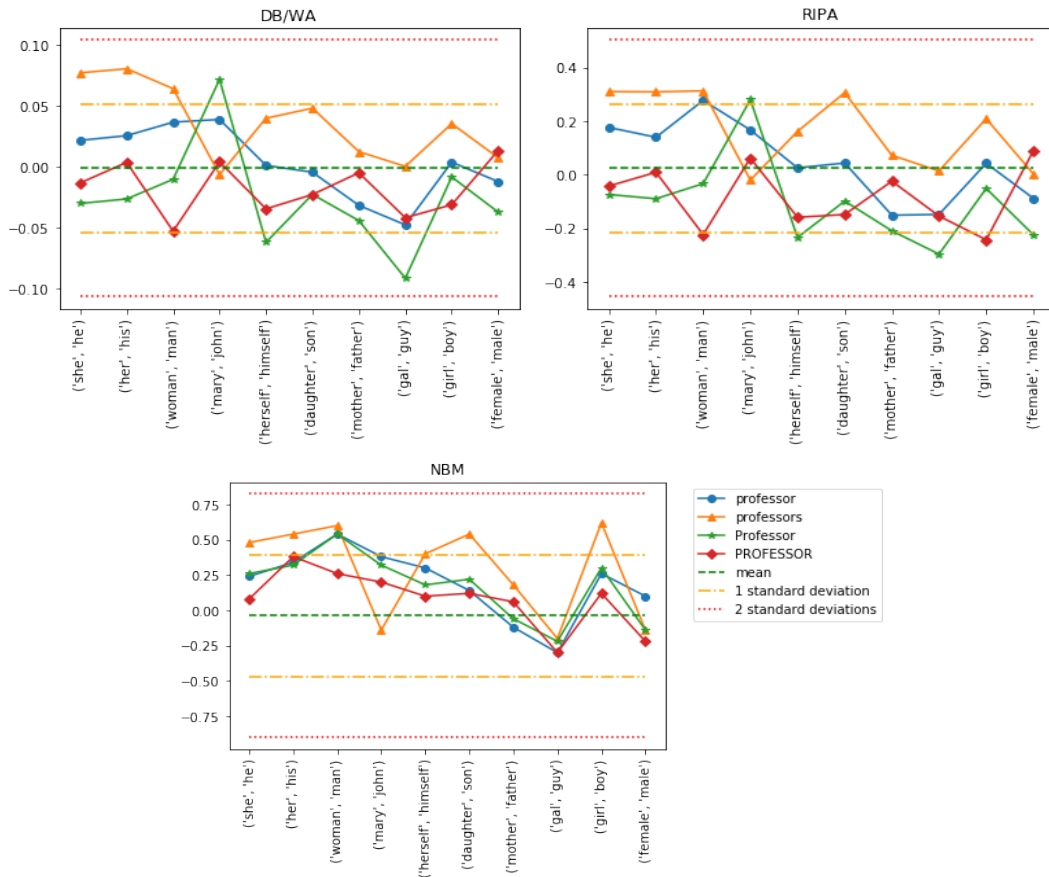 DB/WA
0.10
0.05
0.00
−0.05
−0.10
('she', 'he')
('her', 'his')
('woman', 'man')
('mary', 'john')
('herself', 'himself')
('daughter', 'son')
('mother', 'father')
('gal', 'guy')
('girl', 'boy')
('female', 'male')
RIPA
0.4
0.2
0.0
−0.2
−0.4
('she', 'he')
('her', 'his')
('woman', 'man')
('mary', 'john')
('herself', 'himself')
('daughter', 'son')
('mother', 'father')
('gal', 'guy')
('girl', 'boy')
('female', 'male')
NBM
0.75
0.50
0.25
0.00
−0.25
−0.50
−0.75
('she', 'he')
('her', 'his')
('woman', 'man')
('mary', 'john')
('herself', 'himself')
('daughter', 'son')
('mother', 'father')
('gal', 'guy')
('girl', 'boy')
('female', 'male')
professor
professors
Professor
PROFESSOR
mean
1 standard deviation
2 standard deviations